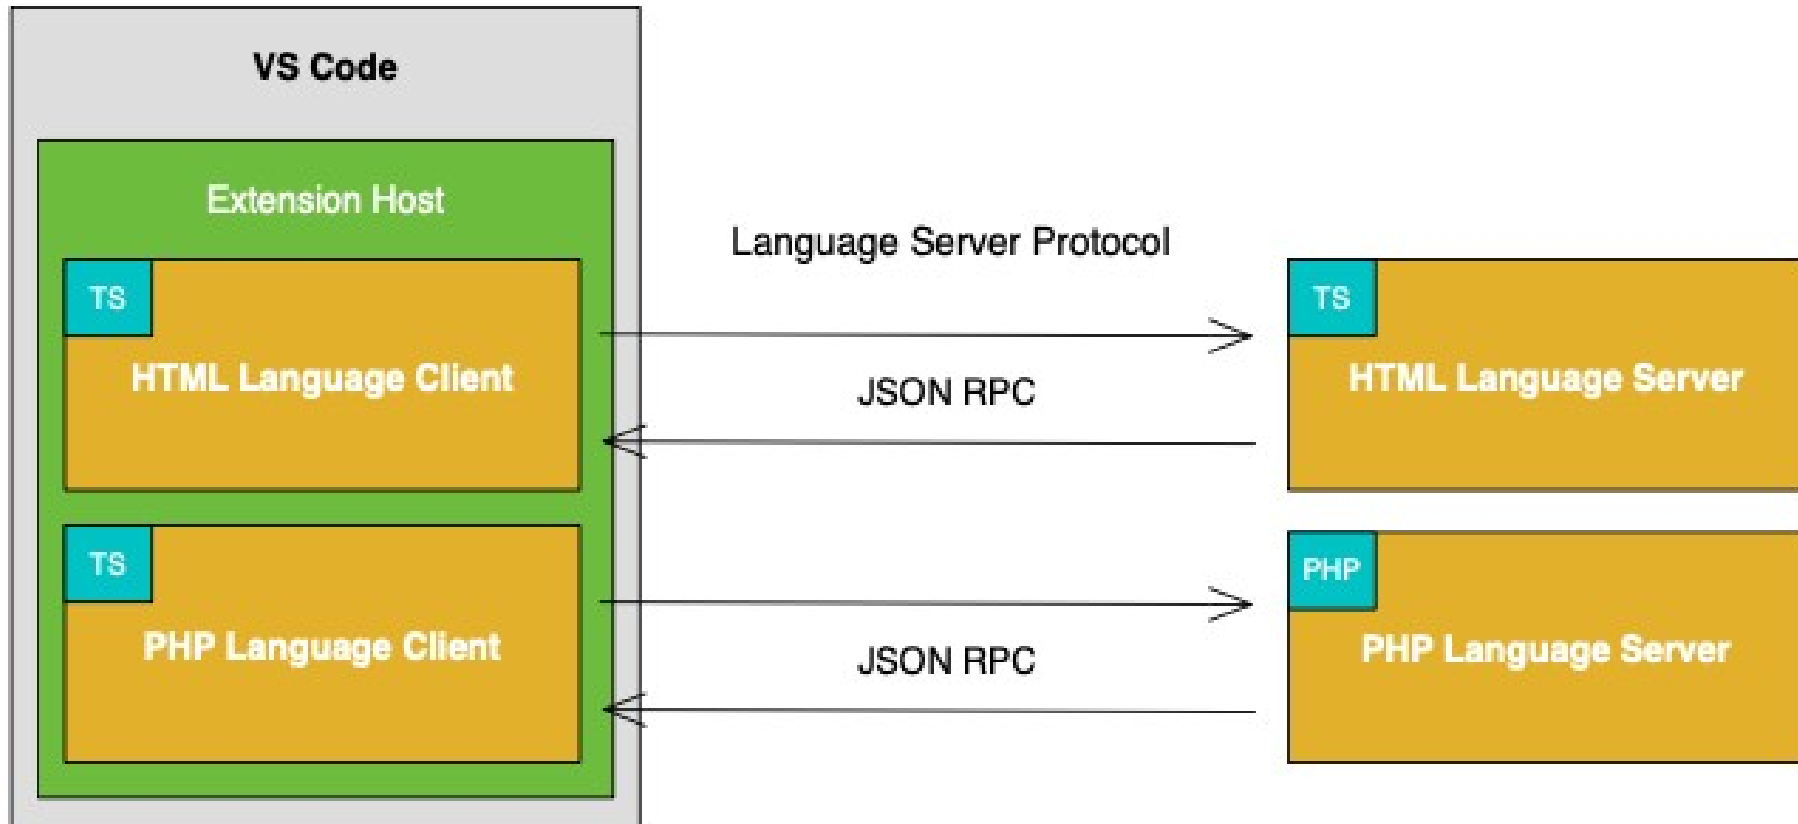 VS Code
Extension Host
TS
HTML Language Client
TS
PHP Language Client
Language Server Protocol
JSON RPC
JSON RPC
TS
HTML Language Server
PHP
PHP Language Server